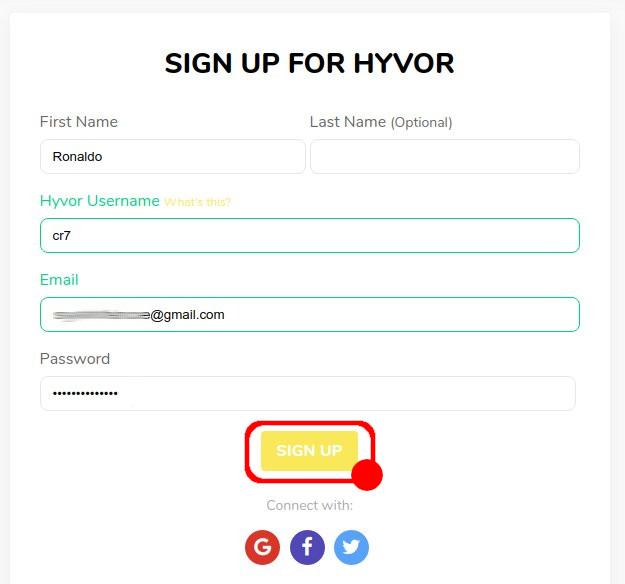 SIGN UP FOR HYVOR
First Name
Last Name (Optional)
Ronaldo
Hyvor Username What's this?
cr7
Email
e@gmail.com
Password
••••••••••••••
SIGN UP
Connect with:
G f